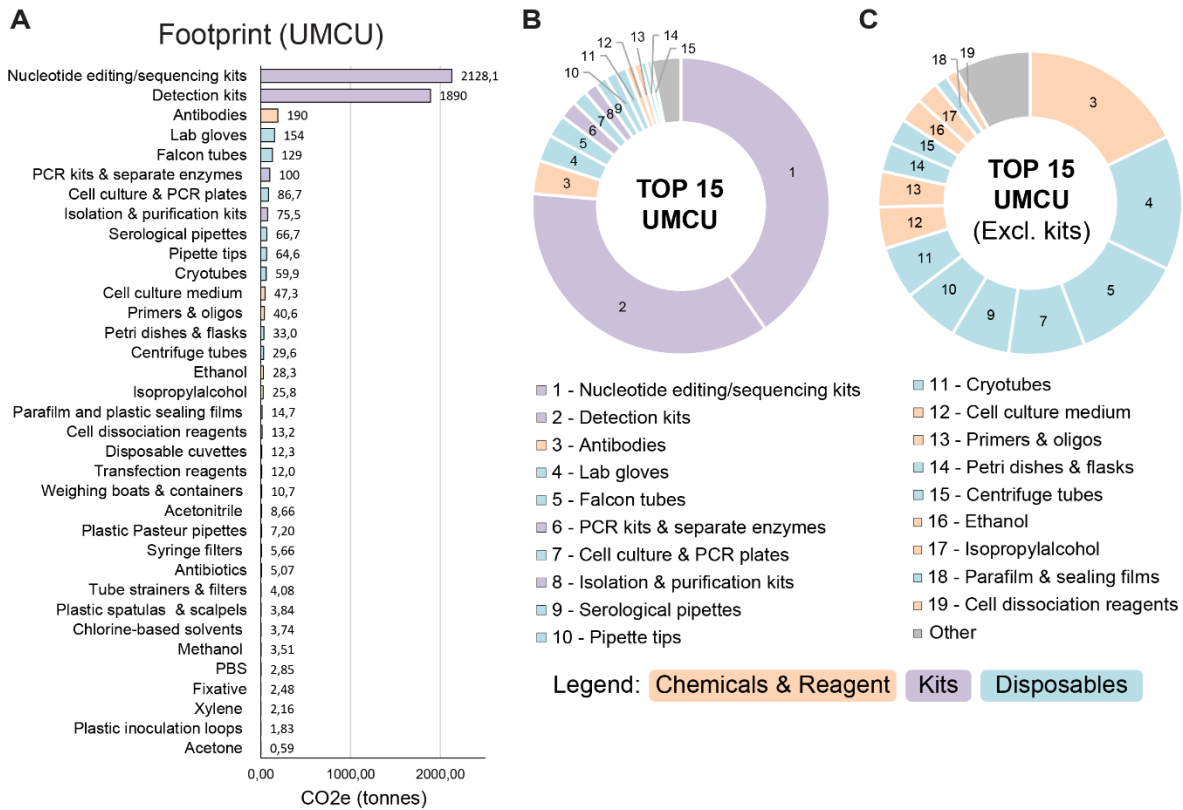 A
Footprint (UMCU)
Nucleotide editing/sequencing kits 2128,1
Detection kits 1890
Antibodies 190
Lab gloves 154
Falcon tubes 129
PCR kits & separate enzymes 100
Cell culture & PCR plates 86,7
Isolation & purification kits 75,5
Serological pipettes 66,7
Pipette tips 64,6
Cryotubes 59,9
Cell culture medium 47,3
Primers & oligos 40,6
Petri dishes & flasks 33,0
Centrifuge tubes 29,6
Ethanol 28,3
Isopropylalcohol 25,8
Parafilm and plastic sealing films 14,7
Cell dissociation reagents 13,2
Disposable cuvettes 12,3
Transfection reagents 12,0
Weighing boats & containers 10,7
Acetonitrile 8,66
Plastic Pasteur pipettes 7,20
Syringe filters 5,66
Antibiotics 5,07
Tube strainers & filters 4,08
Plastic spatulas & scalpels 3,84
Chlorine-based solvents 3,74
Methanol 3,51
PBS 2,85
Fixative 2,48
Xylene 2,16
Plastic inoculation loops 1,83
Acetone 0,59
0,00 1000,00 2000,00
CO2e (tonnes)
B
1
2
3
4
5
6
7
8
9
10
11
12
13
14
15
TOP 15
UMCU
C
3
4
5
7
9
10
11
12
13
14
15
16
17
18
19
TOP 15
UMCU
(Excl. kits)
1 - Nucleotide editing/sequencing kits
2 - Detection kits
3 - Antibodies
4 - Lab gloves
5 - Falcon tubes
6 - PCR kits & separate enzymes
7 - Cell culture & PCR plates
8 - Isolation & purification kits
9 - Serological pipettes
10 - Pipette tips
11 - Cryotubes
12 - Cell culture medium
13 - Primers & oligos
14 - Petri dishes & flasks
15 - Centrifuge tubes
16 - Ethanol
17 - Isopropylalcohol
18 - Parafilm & sealing films
19 - Cell dissociation reagents
Other
Legend: Chemicals & Reagent Kits Disposables